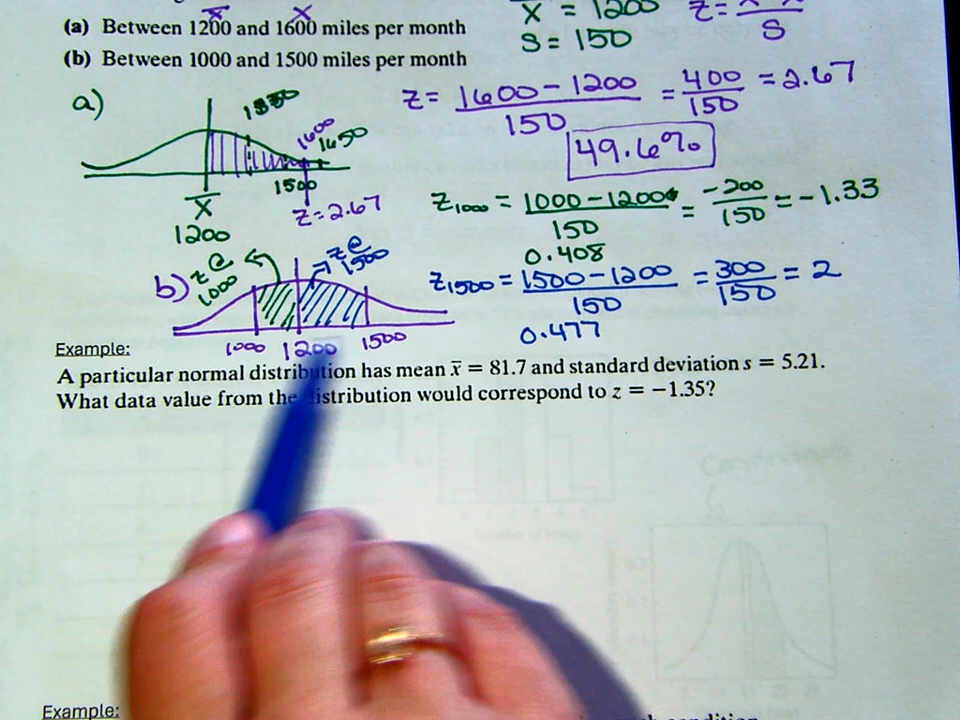 x̄ = 1200 z =
(a) Between 1200 and 1600 miles per month
S
S = 150
(b) Between 1000 and 1500 miles per month
a)
1350
1600
1650
1500
x̄
z = 2.67
1200
z = 1600 - 1200 / 150 = 400 / 150 = 2.67
49.6%
z1000 = 1000 - 1200 / 150 = -200 / 150 = -1.33
0.408
b) z @ 1000
z @ 1500
1000 1200 1500
z1500 = 1500 - 1200 / 150 = 300 / 150 = 2
0.477
Example:
A particular normal distribution has mean x̄ = 81.7 and standard deviation s = 5.21.
What data value from the distribution would correspond to z = −1.35?
Example:
condition